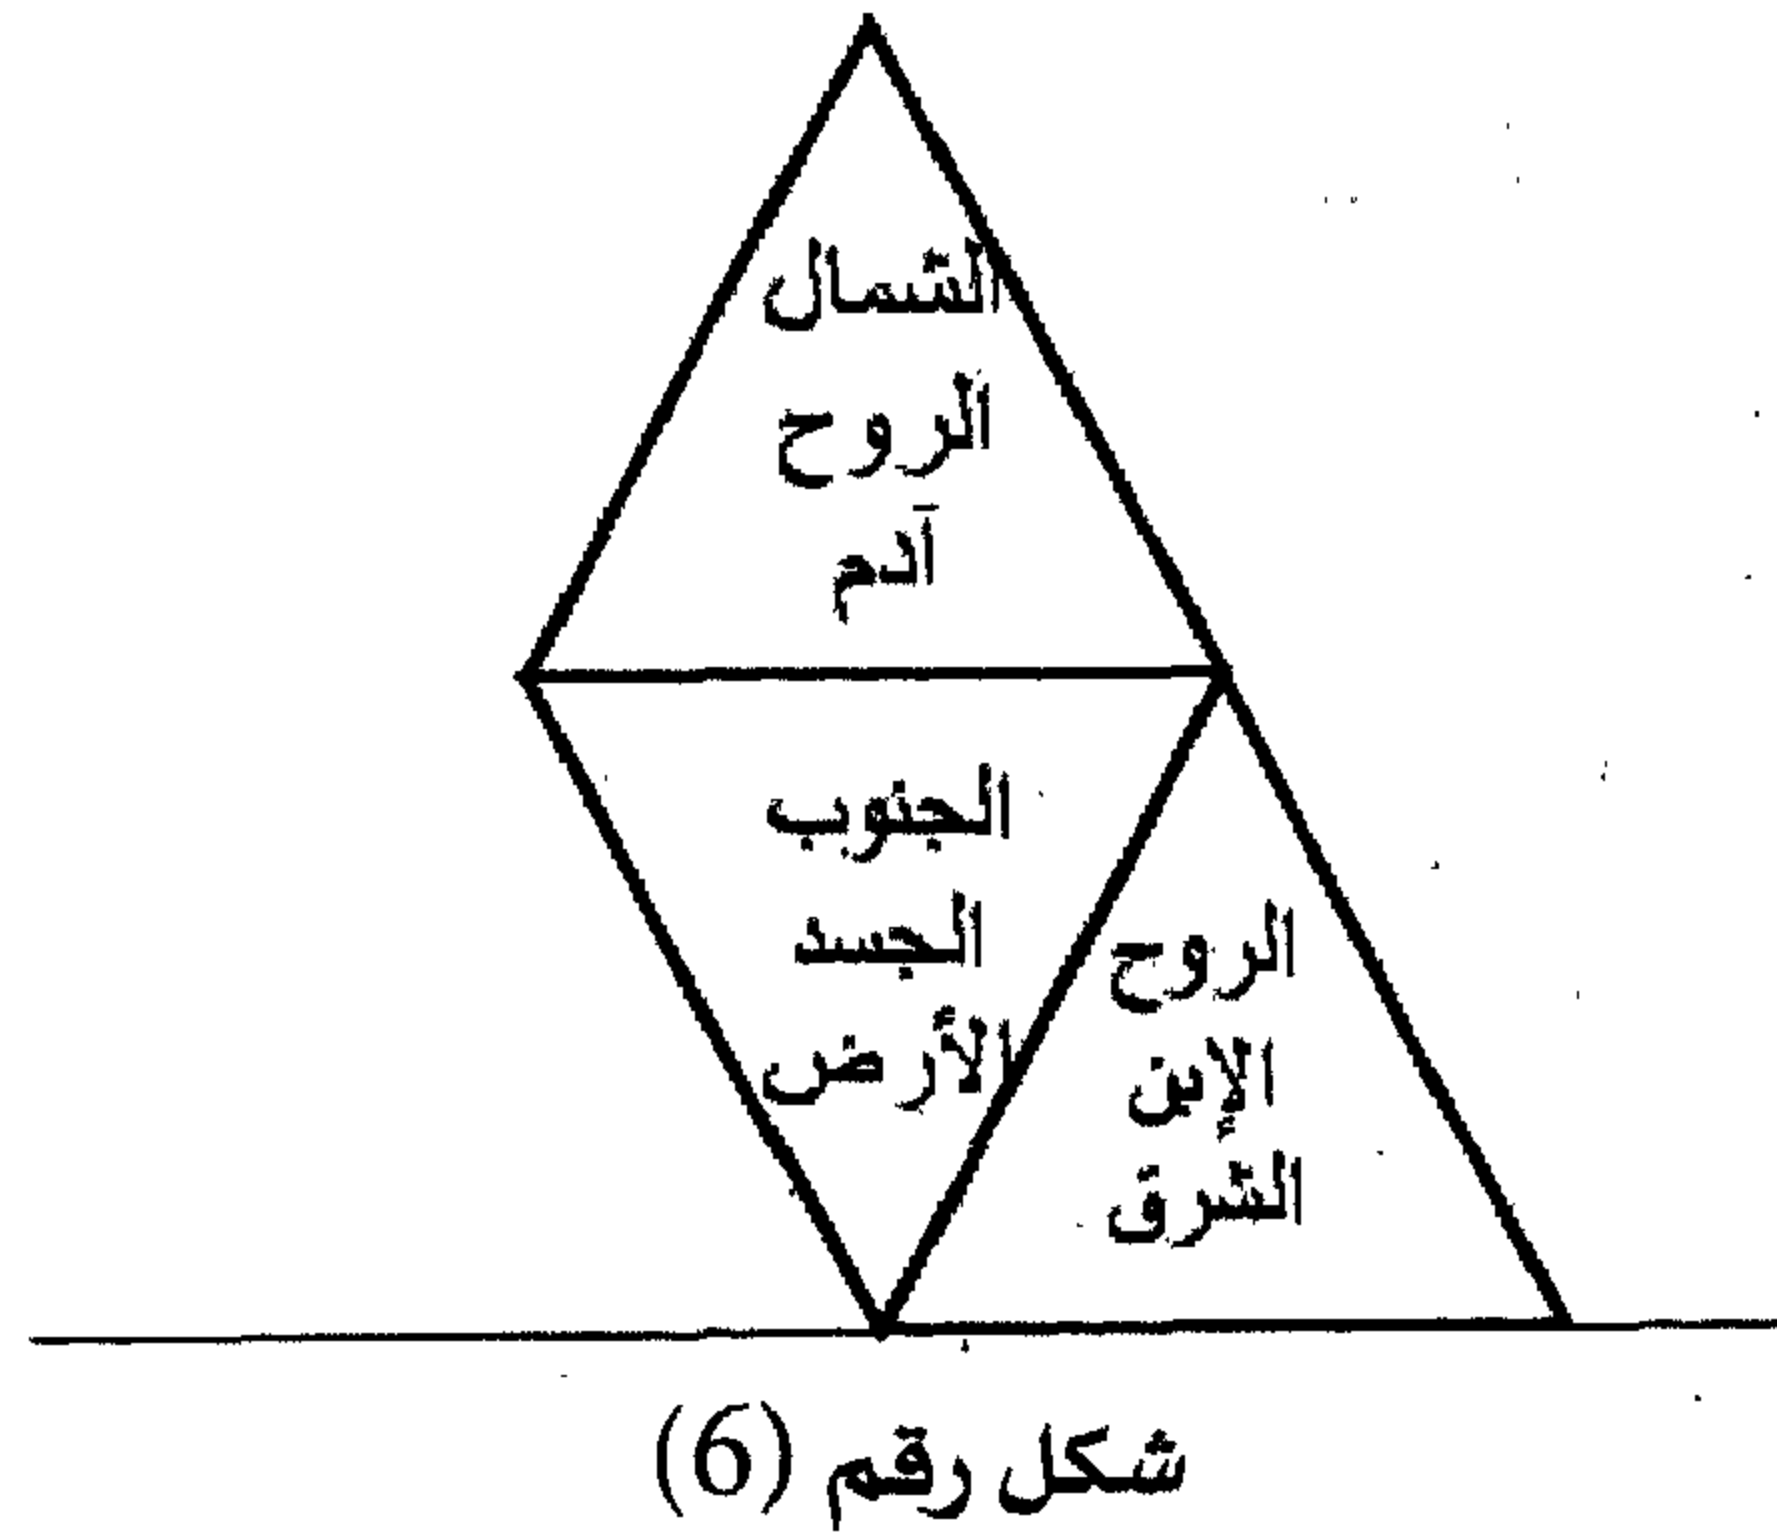 الشمال
الروح
آدم
الجنوب
الجسد
الأرض
الروح
الإبن
الشرق
شكل رقم (6)